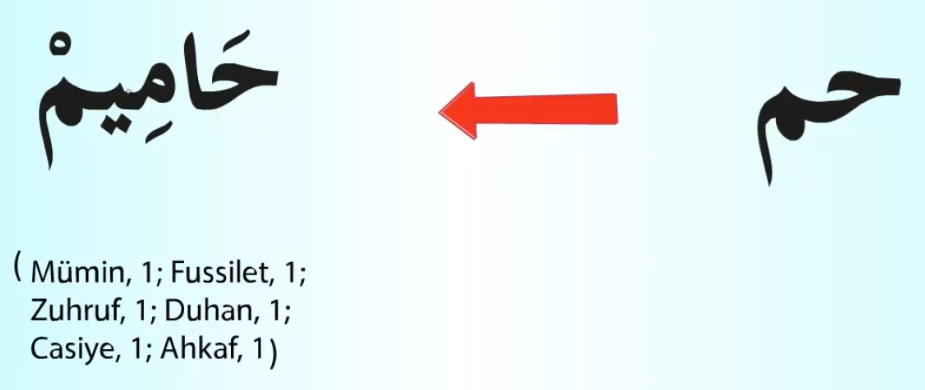 حم
حَامِيمْ
( Mümin, 1; Fussilet, 1;
Zuhruf, 1; Duhan, 1;
Casiye, 1; Ahkaf, 1)